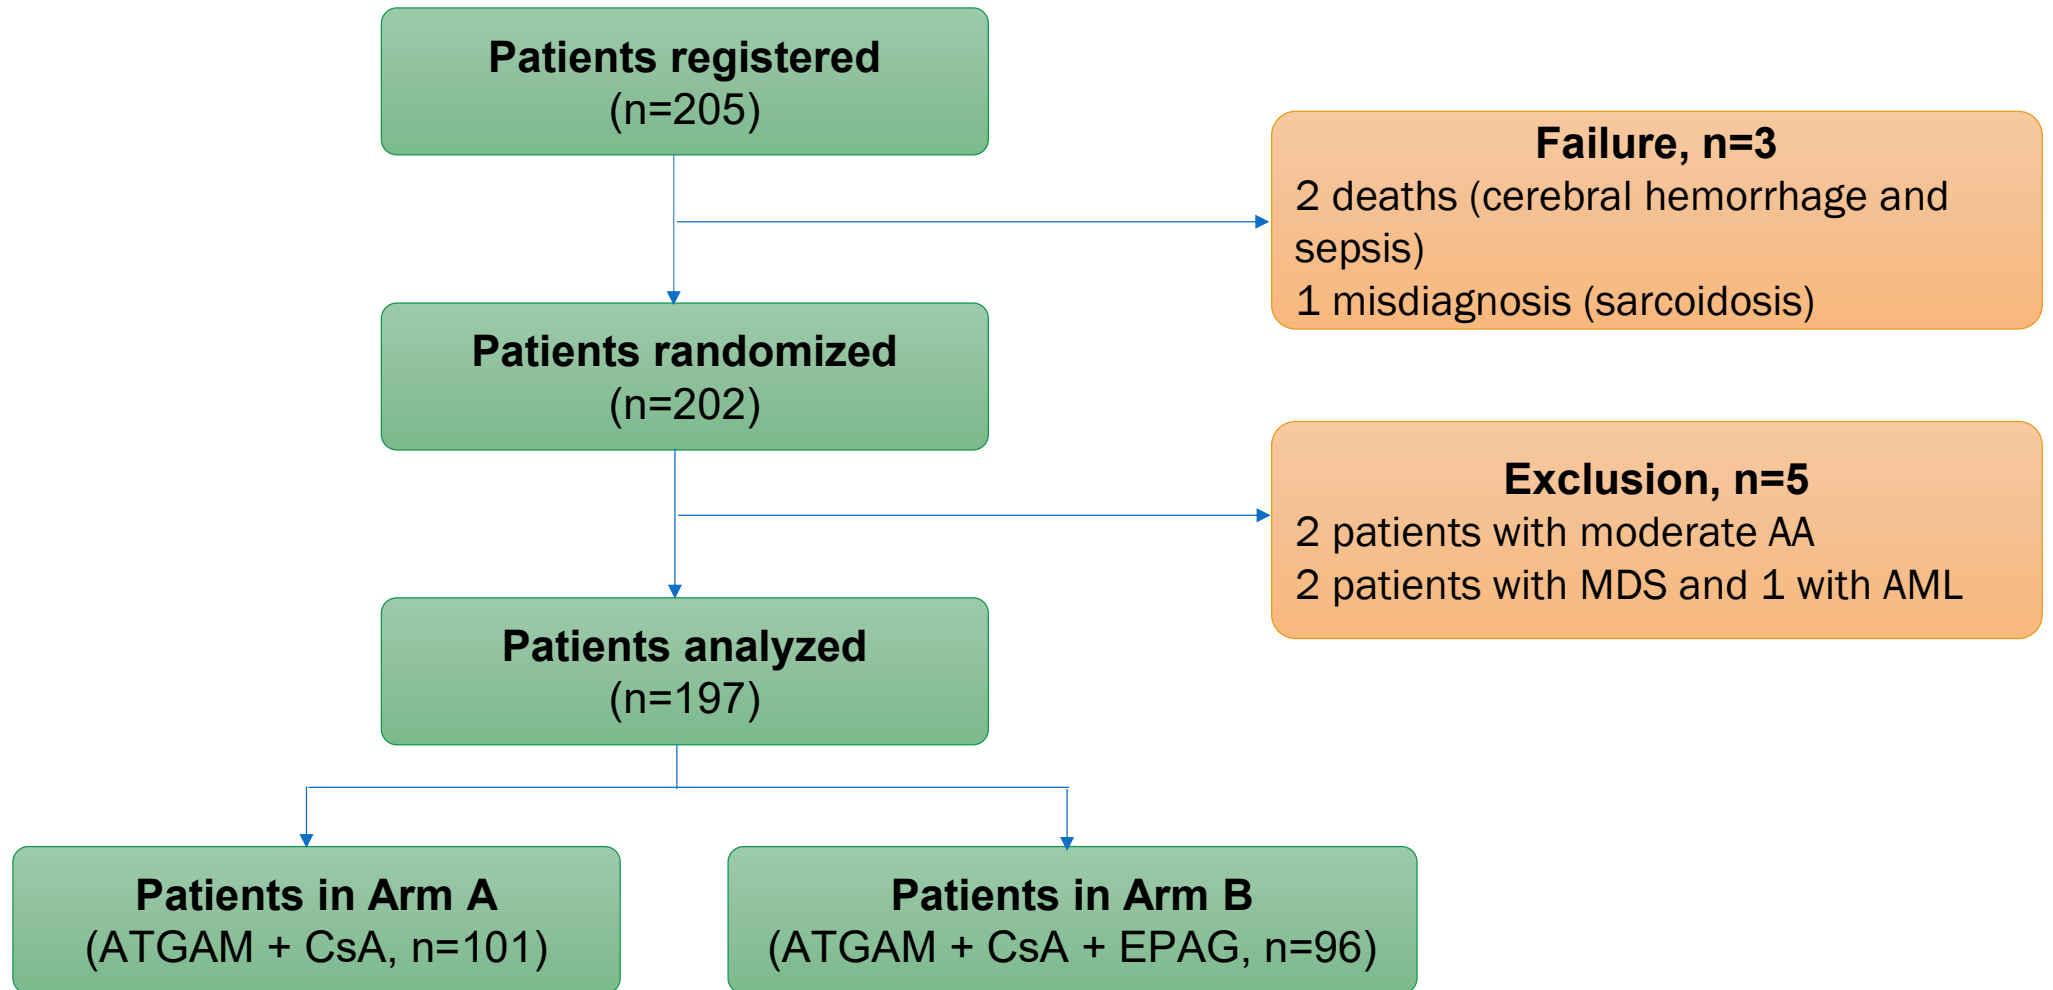 Patients registered
(n=205)
Failure, n=3
2 deaths (cerebral hemorrhage and
sepsis)
1 misdiagnosis (sarcoidosis)
Patients randomized
(n=202)
Exclusion, n=5
2 patients with moderate AA
2 patients with MDS and 1 with AML
Patients analyzed
(n=197)
Patients in Arm A
(ATGAM + CsA, n=101)
Patients in Arm B
(ATGAM + CsA + EPAG, n=96)